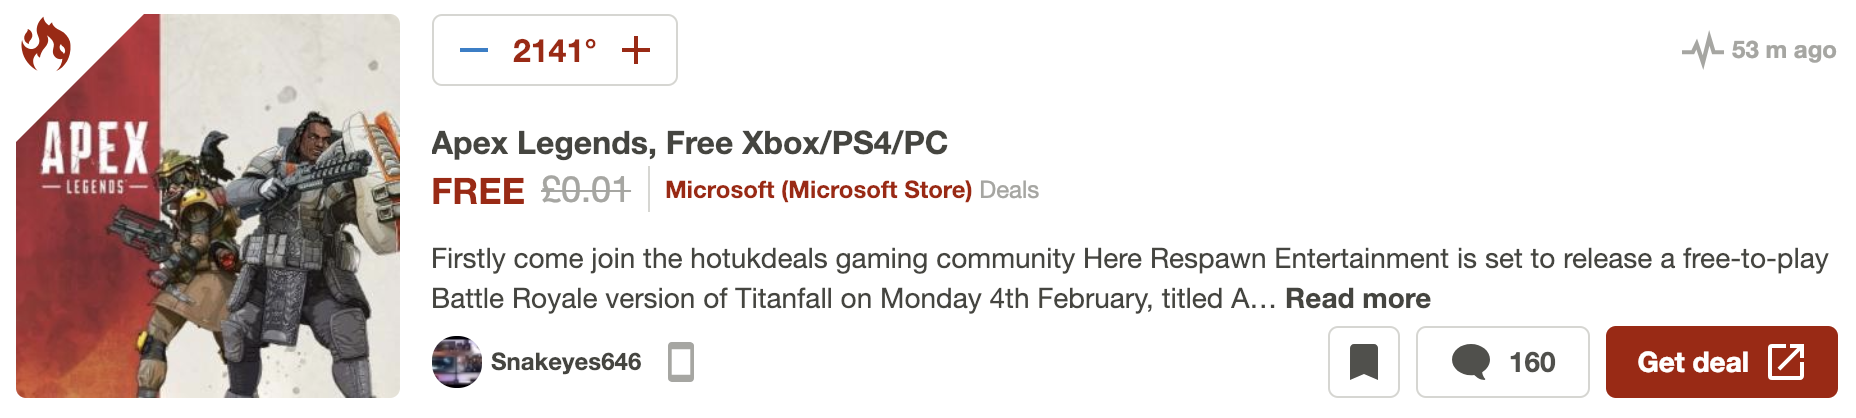 2141°
53 m ago
APEX
LEGENDS
Apex Legends, Free Xbox/PS4/PC
FREE £0.01 Microsoft (Microsoft Store) Deals
Firstly come join the hotukdeals gaming community Here Respawn Entertainment is set to release a free-to-play
Battle Royale version of Titanfall on Monday 4th February, titled A... Read more
Snakeyes646
160
Get deal